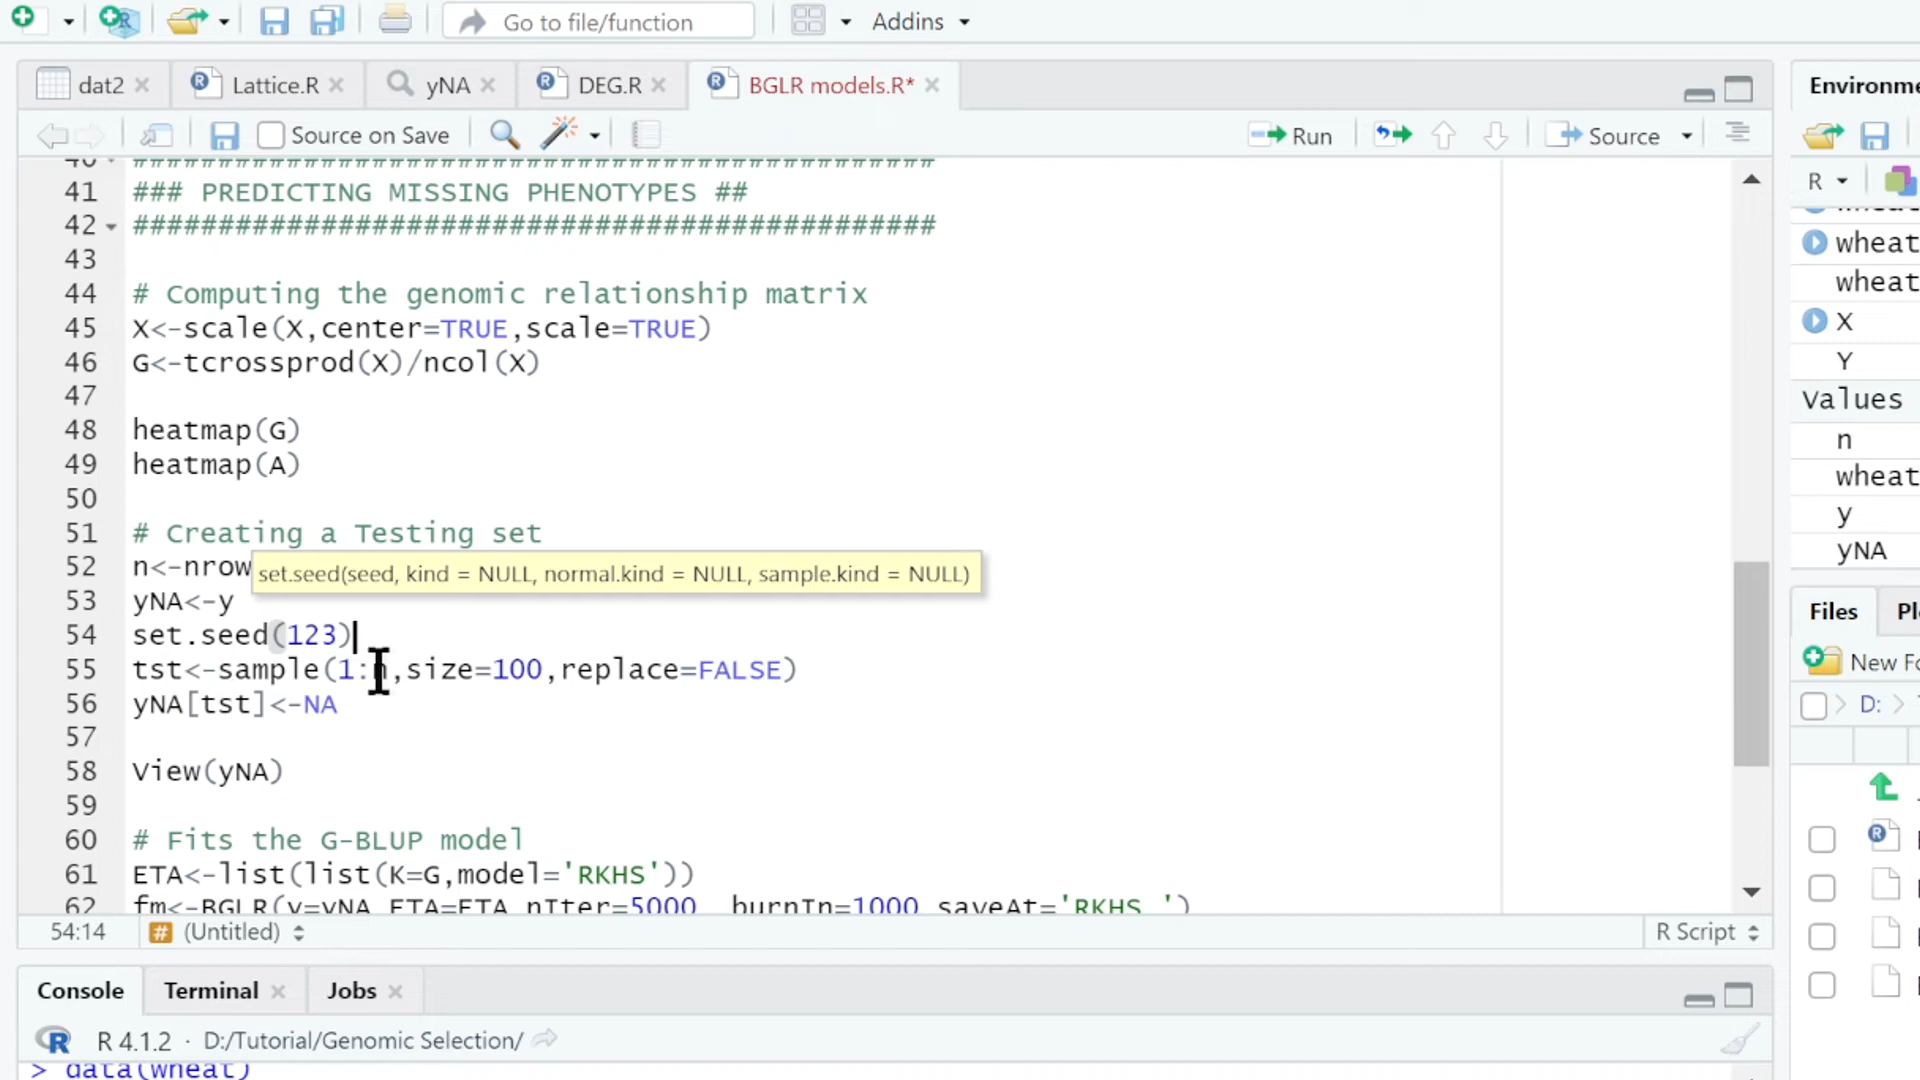 Go to file/function
Addins
dat2
Lattice.R
yNA
DEG.R
BGLR models.R*
Source on Save
Run
Source
41 ### PREDICTING MISSING PHENOTYPES ##
42 ###############################################
43
44 # Computing the genomic relationship matrix
45 X<-scale(X,center=TRUE,scale=TRUE)
46 G<-tcrossprod(X)/ncol(X)
47
48 heatmap(G)
49 heatmap(A)
50
51 # Creating a Testing set
52 n<-nrow
set.seed(seed, kind = NULL, normal.kind = NULL, sample.kind = NULL)
53 yNA<-y
54 set.seed(123)
55 tst<-sample(1:n,size=100,replace=FALSE)
56 yNA[tst]<-NA
57
58 View(yNA)
59
60 # Fits the G-BLUP model
61 ETA<-list(list(K=G,model='RKHS'))
62 fm<-BGLR(y=yNA,ETA=ETA,nIter=5000, burnIn=1000,saveAt='RKHS_')
54:14
# (Untitled)
R Script
Console
Terminal
Jobs
R 4.1.2 · D:/Tutorial/Genomic Selection/
> data(wheat)
Environme
R
wheat
wheat
X
Y
Values
n
wheat
y
yNA
Files
Pl
New Fo
D: